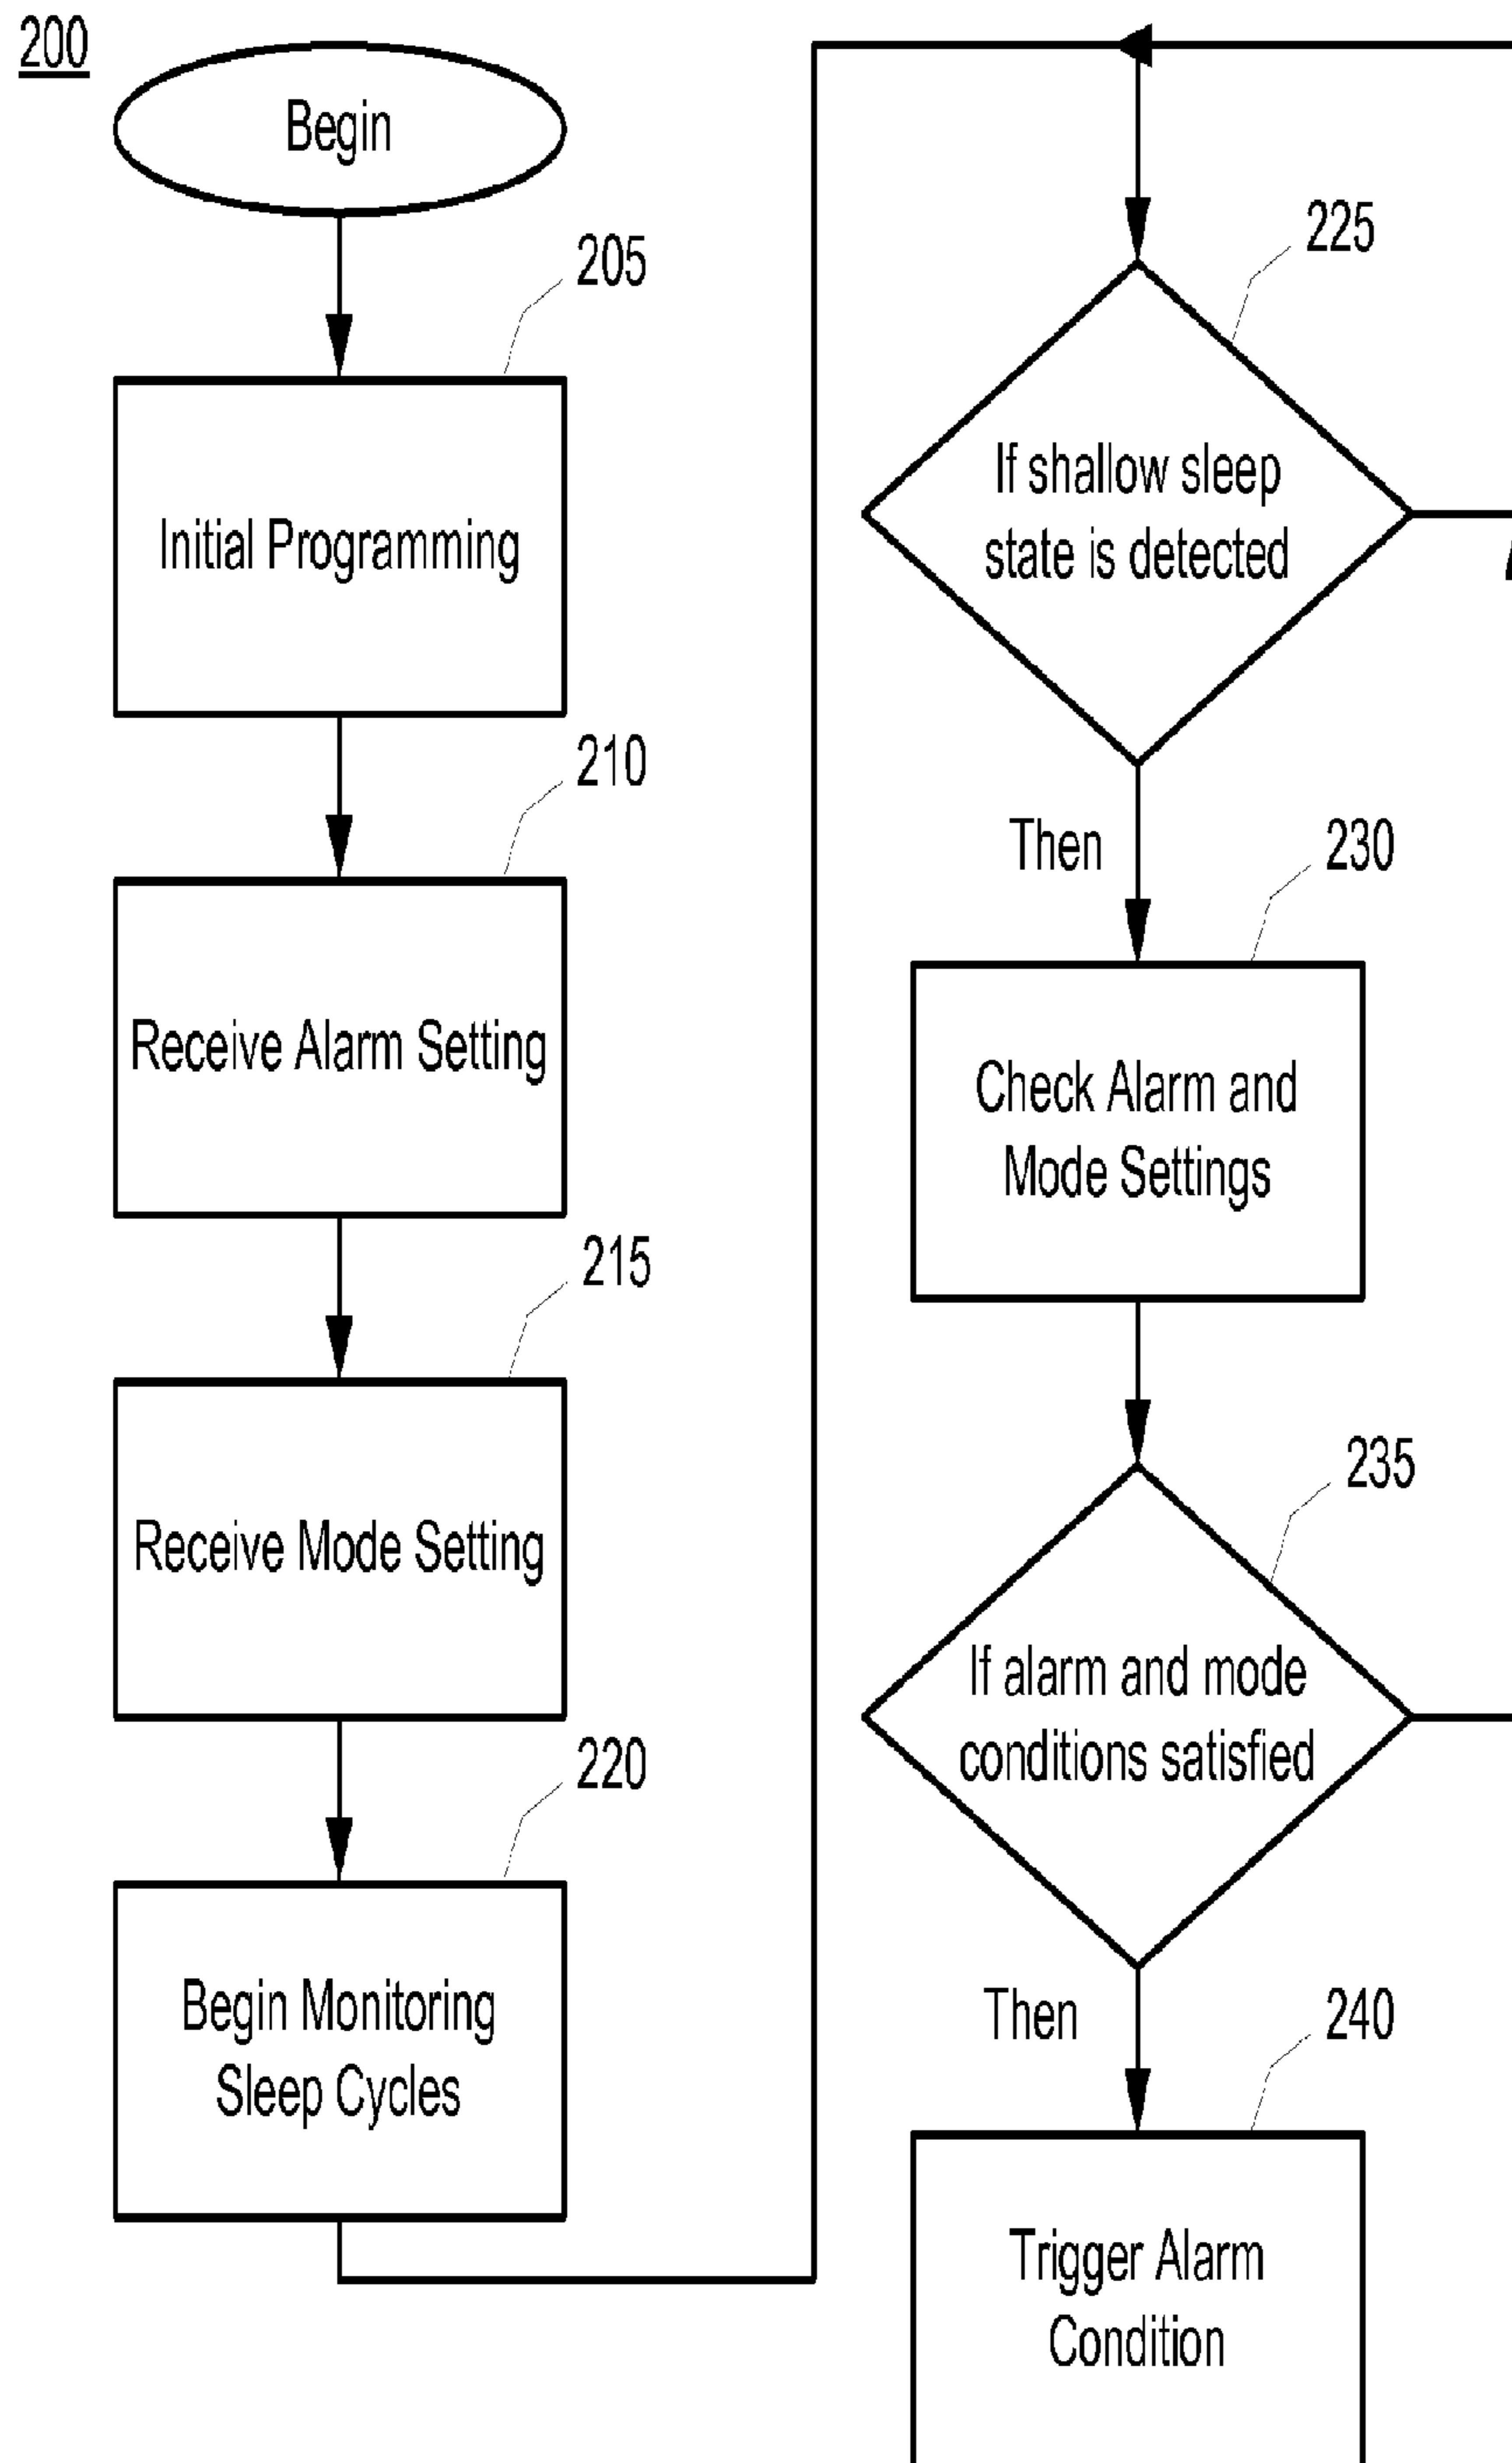 200
Begin
205
Initial Programming
210
Receive Alarm Setting
215
Receive Mode Setting
220
Begin Monitoring
Sleep Cycles
225
If shallow sleep
state is detected
Then
230
Check Alarm and
Mode Settings
235
If alarm and mode
conditions satisfied
Then
240
Trigger Alarm
Condition